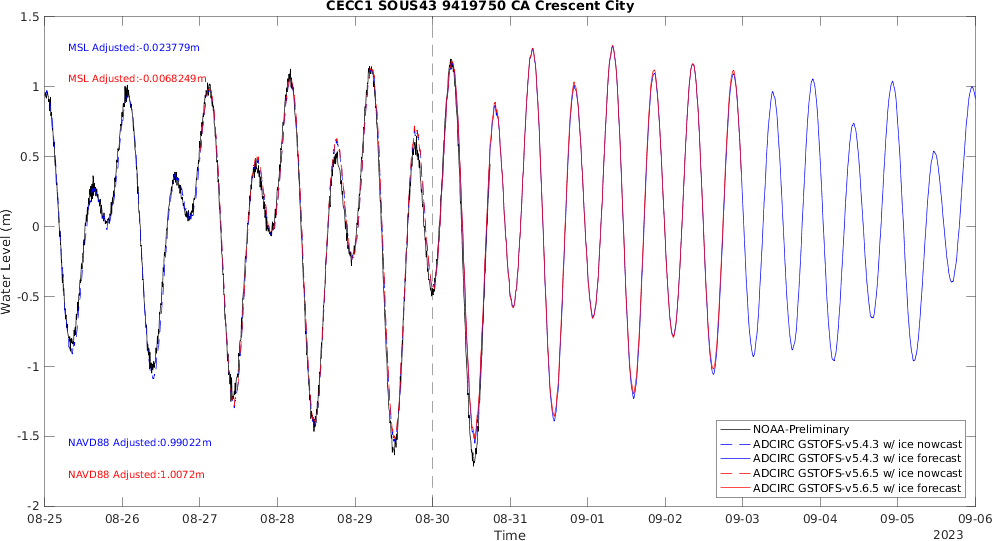 CECC1 SOUS43 9419750 CA Crescent City
1.5
MSL Adjusted:-0.023779m
MSL Adjusted:-0.0068249m
1
0.5
0
-0.5
-1
-1.5
-2
Water Level (m)
NAVD88 Adjusted:0.99022m
NAVD88 Adjusted:1.0072m
NOAA-Preliminary
ADCIRC GSTOFS-v5.4.3 w/ ice nowcast
ADCIRC GSTOFS-v5.4.3 w/ ice forecast
ADCIRC GSTOFS-v5.6.5 w/ ice nowcast
ADCIRC GSTOFS-v5.6.5 w/ ice forecast
08-25 08-26 08-27 08-28 08-29 08-30 08-31 09-01 09-02 09-03 09-04 09-05 09-06
Time
2023